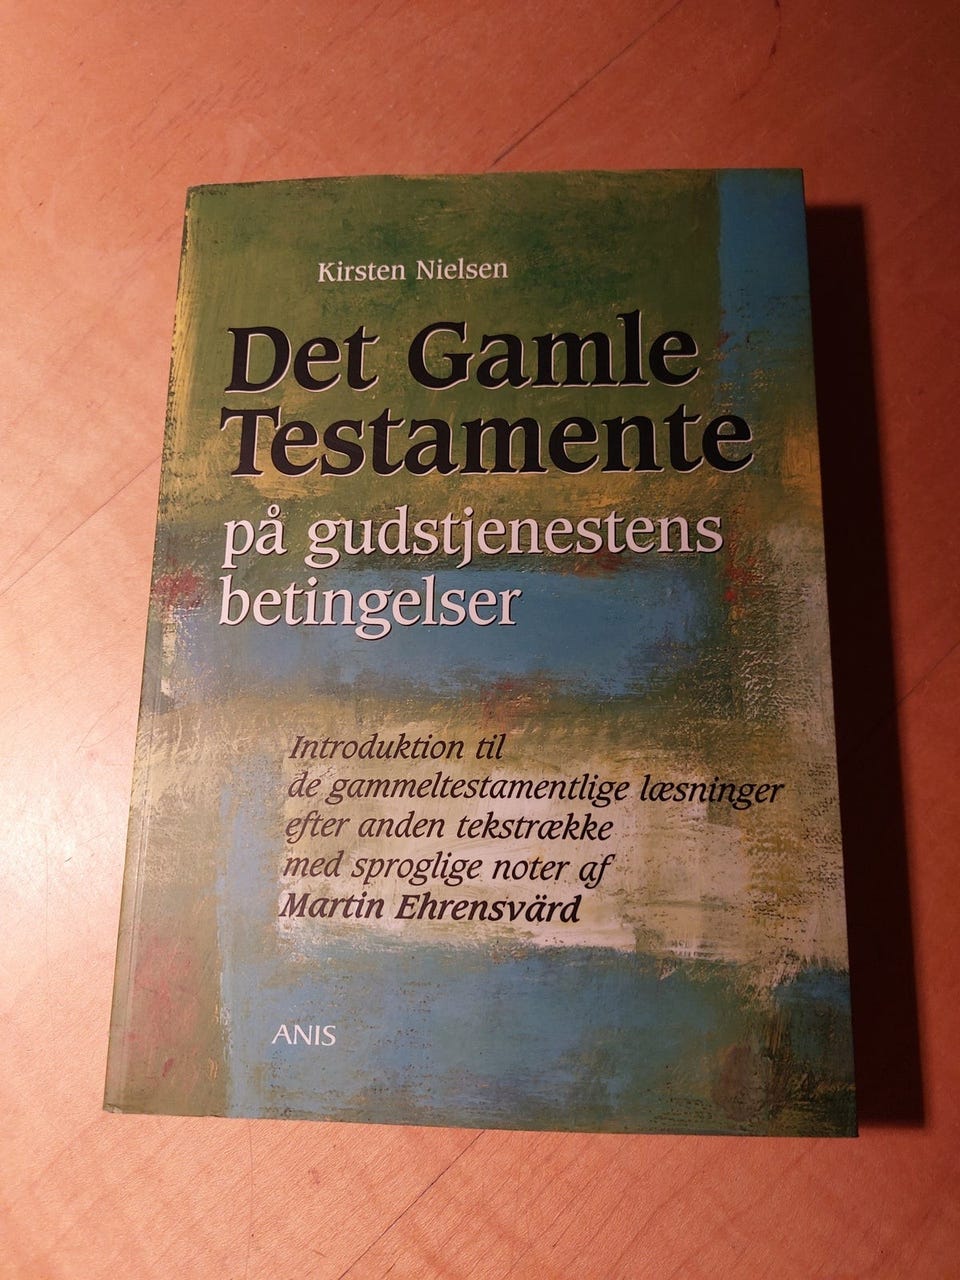 Kirsten Nielsen
Det Gamle
Testamente
på gudstjenestens
betingelser
Introduktion til
de gammeltestamentlige læsninger
efter anden tekstrække
med sproglige noter af
Martin Ehrensvärd
ANIS